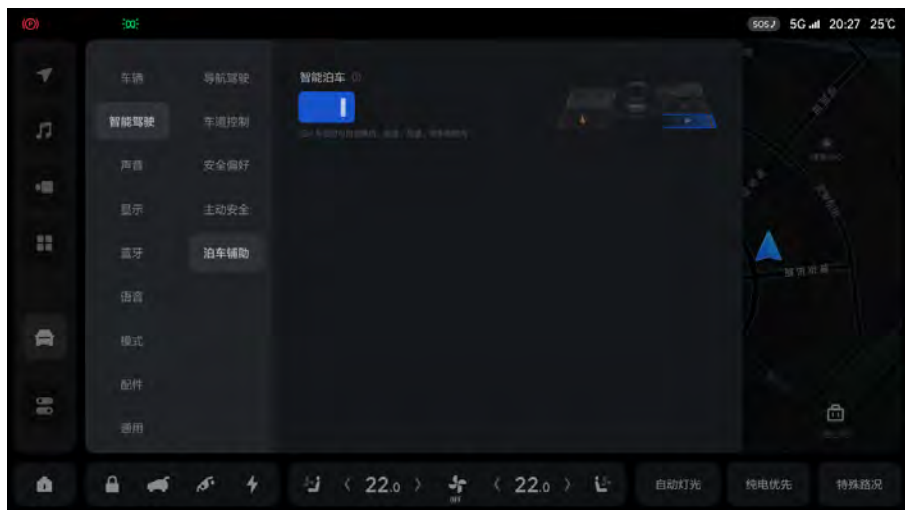 SOS 5G 20:27 25℃
车辆
智能驾驶
声音
显示
蓝牙
语音
模式
配件
通用
导航驾驶
车道控制
安全偏好
主动安全
泊车辅助
智能泊车
22.0
OFF
22.0
自动灯光
纯电优先
特殊路况